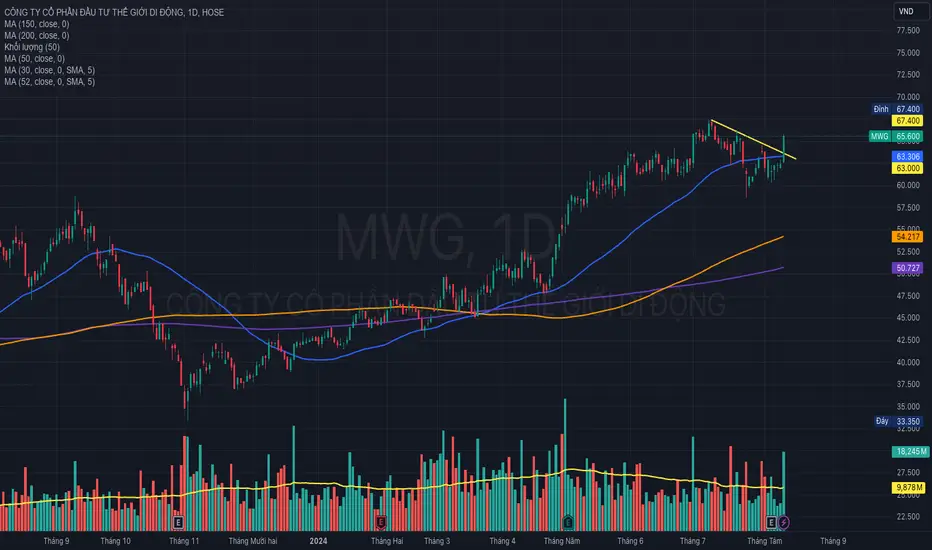 CÔNG TY CỔ PHẦN ĐẦU TƯ THẾ GIỚI DI ĐỘNG, 1D, HOSE
MA (150, close, 0)
MA (200, close, 0)
Khối lượng (50)
MA (50, close, 0)
MA (30, close, 0, SMA, 5)
MA (52, close, 0, SMA, 5)
VND
77.500
75.000
72.500
70.000
Đỉnh 67.400
67.400
MWG 65.600
63.306
63.000
60.000
57.500
55.000
54.217
52.500
50.727
47.500
45.000
42.500
40.000
37.500
35.000
Đáy 33.350
18,245M
27.500
9,878M
25.000
22.500
MWG, 1D
CÔNG TY CỔ PHẦN ĐẦU TƯ THẾ GIỚI DI ĐỘNG
E E E E
Tháng 9 Tháng 10 Tháng 11 Tháng Mười hai 2024 Tháng Hai Tháng 3 Tháng 4 Tháng Năm Tháng 6 Tháng 7 Tháng Tám Tháng 9